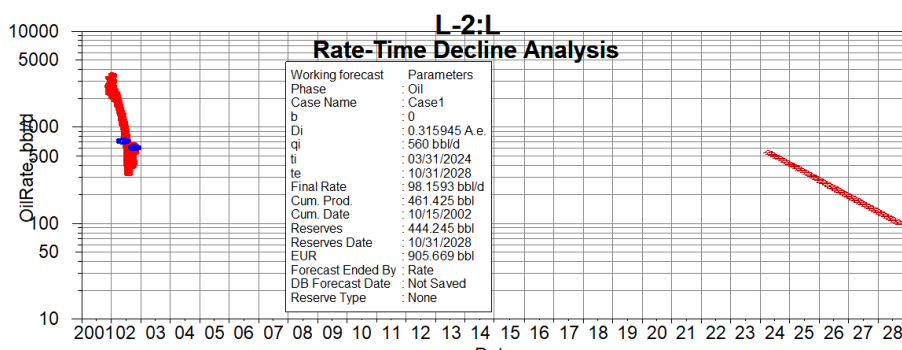 L-2:L
Rate-Time Decline Analysis
10000
5000
1000
500
100
50
10
OilRate, bbl/d
Working forecast Parameters
Phase : Oil
Case Name : Case1
b : 0
Di : 0.315945 A.e.
qi : 560 bbl/d
ti : 03/31/2024
te : 10/31/2028
Final Rate : 98.1593 bbl/d
Cum. Prod. : 461.425 bbl
Cum. Date : 10/15/2002
Reserves : 444.245 bbl
Reserves Date : 10/31/2028
EUR : 905.669 bbl
Forecast Ended By : Rate
DB Forecast Date : Not Saved
Reserve Type : None
200102 03 04 05 06 07 08 09 10 11 12 13 14 15 16 17 18 19 20 21 22 23 24 25 26 27 28